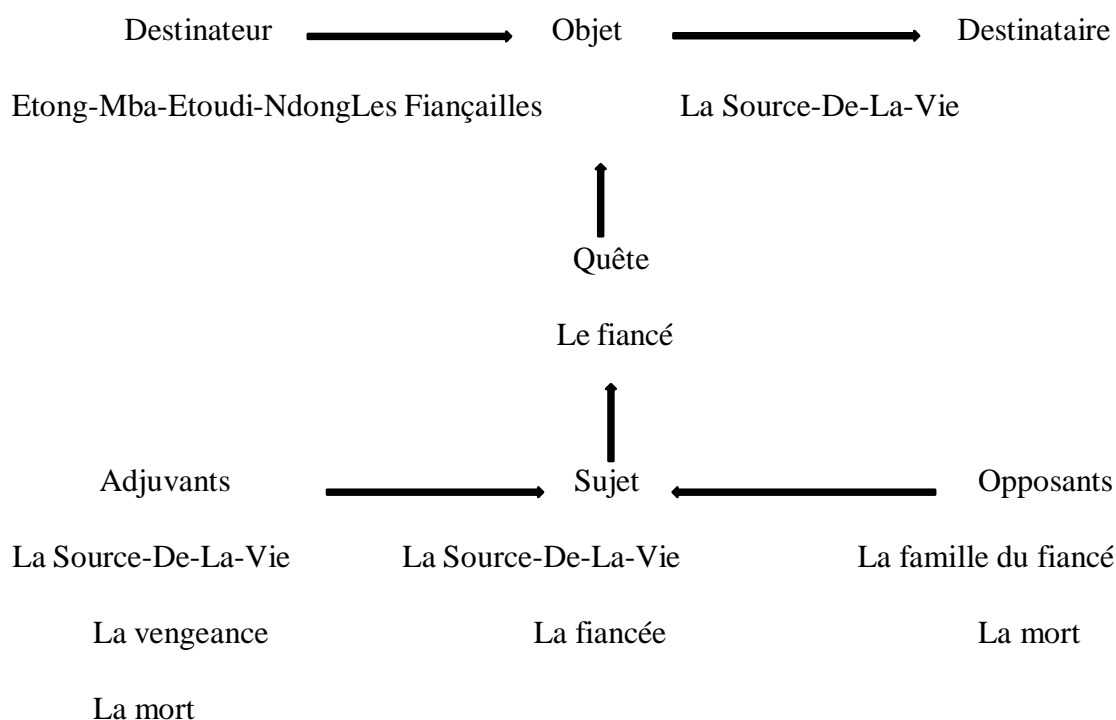 Destinateur Objet Destinataire
Etong-Mba-Etoudi-NdongLes Fiançailles La Source-De-La-Vie
Quête
Le fiancé
Adjuvants Sujet Opposants
La Source-De-La-Vie La Source-De-La-Vie La famille du fiancé
La vengeance La fiancée La mort
La mort